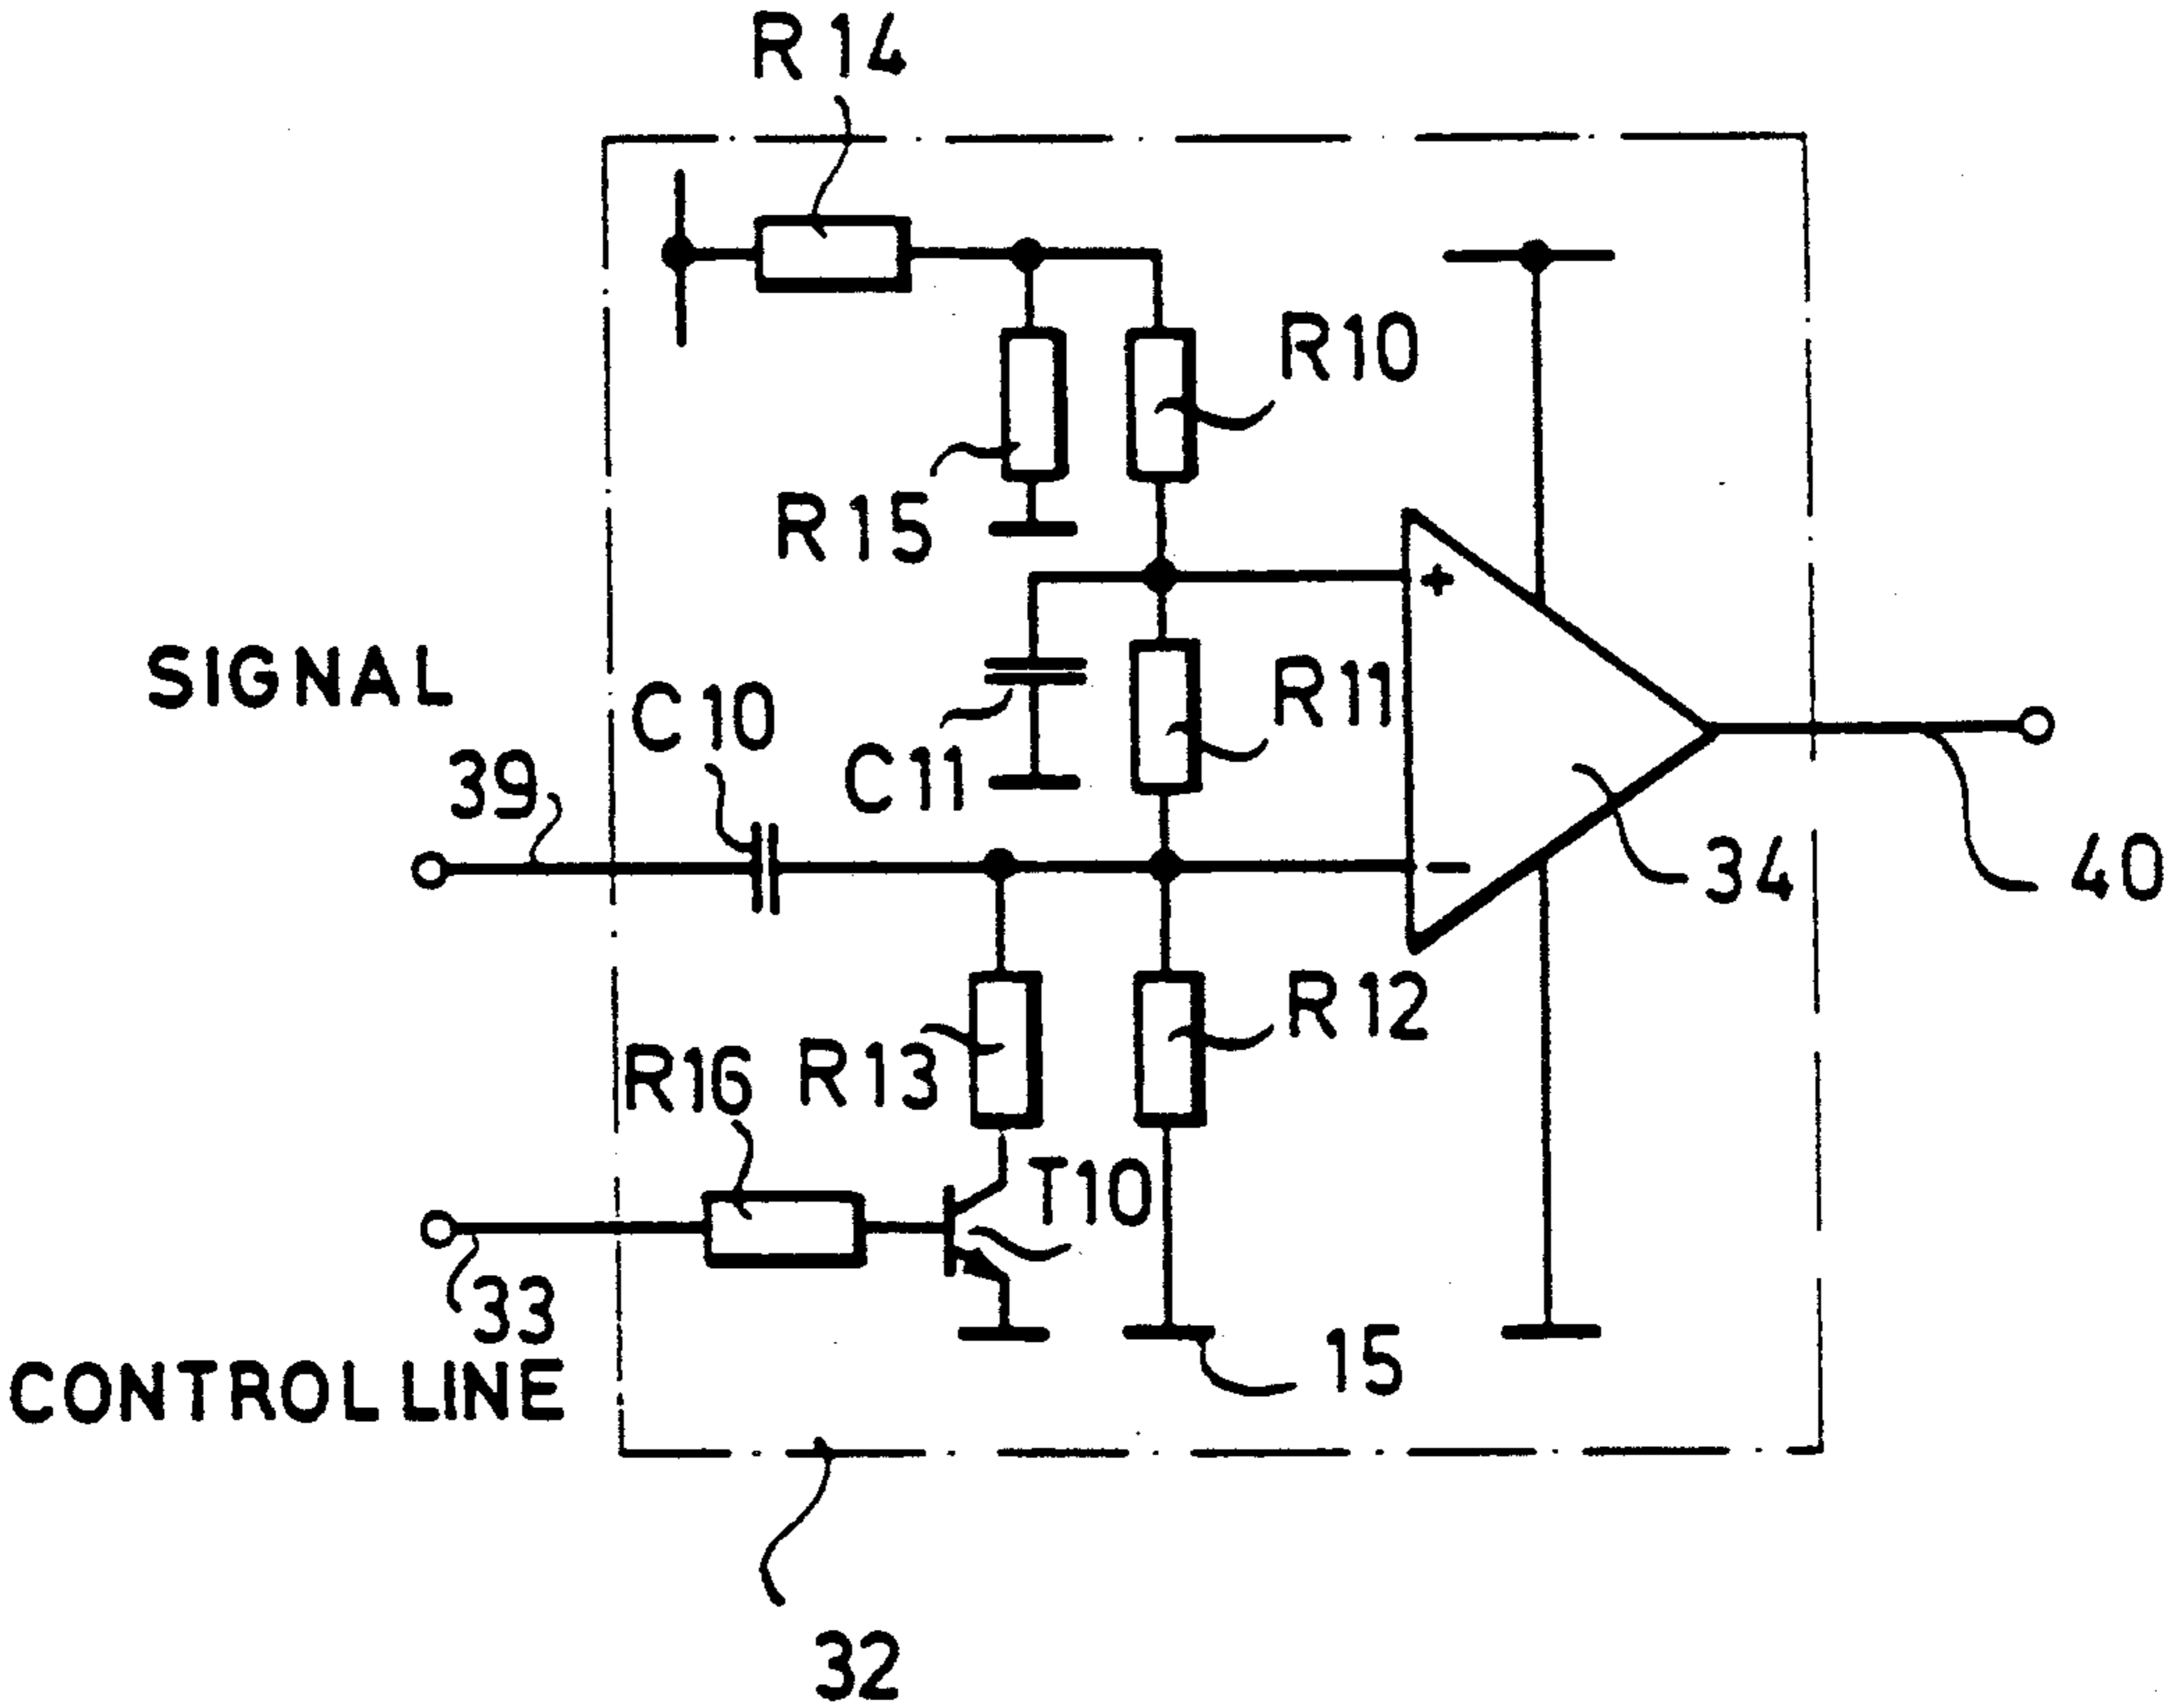 R14
R10
R15
+
SIGNAL
C10
R11
C11
39
-
34
40
R12
R16
R13
T10
33
15
CONTROL LINE
32